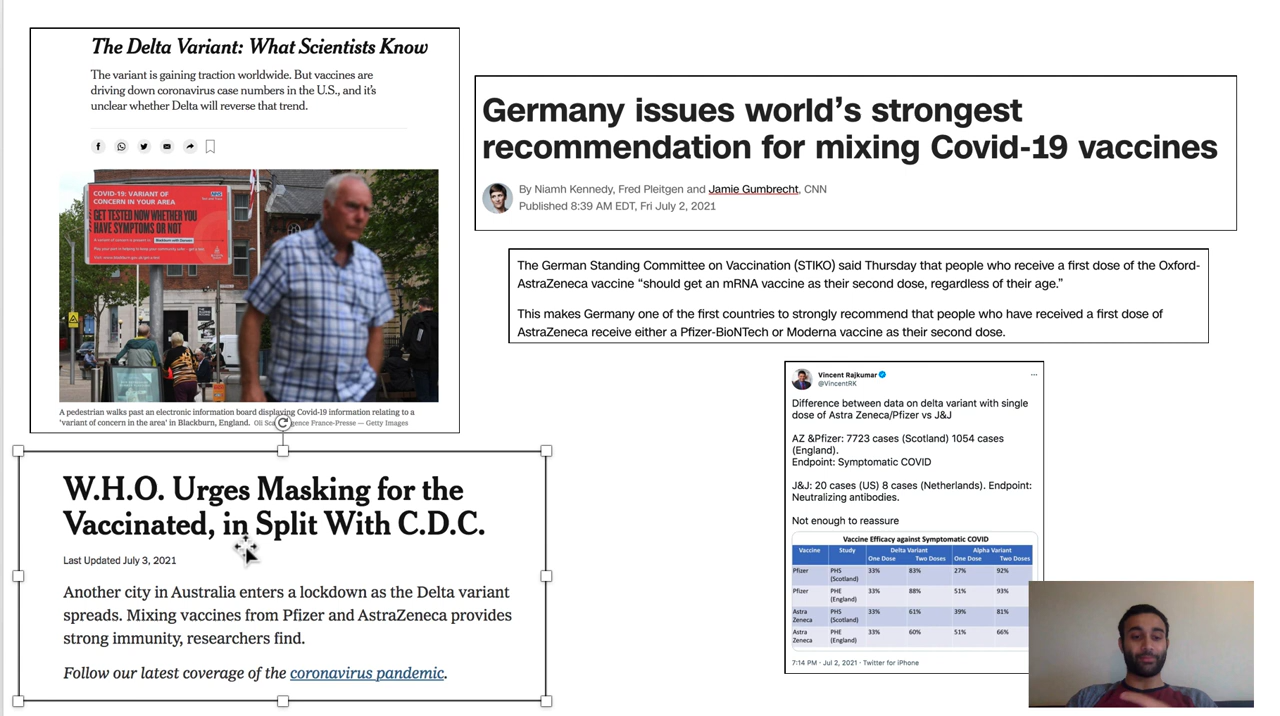 The Delta Variant: What Scientists Know
The variant is gaining traction worldwide. But vaccines are
driving down coronavirus case numbers in the U.S., and it's
unclear whether Delta will reverse that trend.
COVID-19: VARIANT OF
CONCERN IN YOUR AREA
NHS
GET TESTED NOW WHETHER YOU
HAVE SYMPTOMS OR NOT
A pedestrian walks past an electronic information board displaying Covid-19 information relating to a
'variant of concern in the area' in Blackburn, England. Oli France-Presse — Getty Images
W.H.O. Urges Masking for the
Vaccinated, in Split With C.D.C.
Last Updated July 3, 2021
Another city in Australia enters a lockdown as the Delta variant
spreads. Mixing vaccines from Pfizer and AstraZeneca provides
strong immunity, researchers find.
Follow our latest coverage of the coronavirus pandemic.
Germany issues world's strongest
recommendation for mixing Covid-19 vaccines
By Niamh Kennedy, Fred Pleitgen and Jamie Gumbrecht, CNN
Published 8:39 AM EDT, Fri July 2, 2021
The German Standing Committee on Vaccination (STIKO) said Thursday that people who receive a first dose of the Oxford-
AstraZeneca vaccine “should get an mRNA vaccine as their second dose, regardless of their age.”
This makes Germany one of the first countries to strongly recommend that people who have received a first dose of
AstraZeneca receive either a Pfizer-BioNTech or Moderna vaccine as their second dose.
Vincent Rajkumar
@VincentRK
Difference between data on delta variant with single
dose of Astra Zeneca/Pfizer vs J&J
AZ &Pfizer: 7723 cases (Scotland) 1054 cases
(England).
Endpoint: Symptomatic COVID
J&J: 20 cases (US) 8 cases (Netherlands). Endpoint:
Neutralizing antibodies.
Not enough to reassure
Vaccine Efficacy against Symptomatic COVID
Vaccine Study Delta Variant Alpha Variant
One Dose Two Doses One Dose Two Doses
Pfizer PHS (Scotland) 33% 83% 27% 92%
Pfizer PHE (England) 33% 88% 51% 93%
Astra Zeneca PHS (Scotland) 33% 61% 39% 81%
Astra Zeneca PHE (England) 33% 60% 51% 66%
7:14 PM · Jul 2, 2021 · Twitter for iPhone